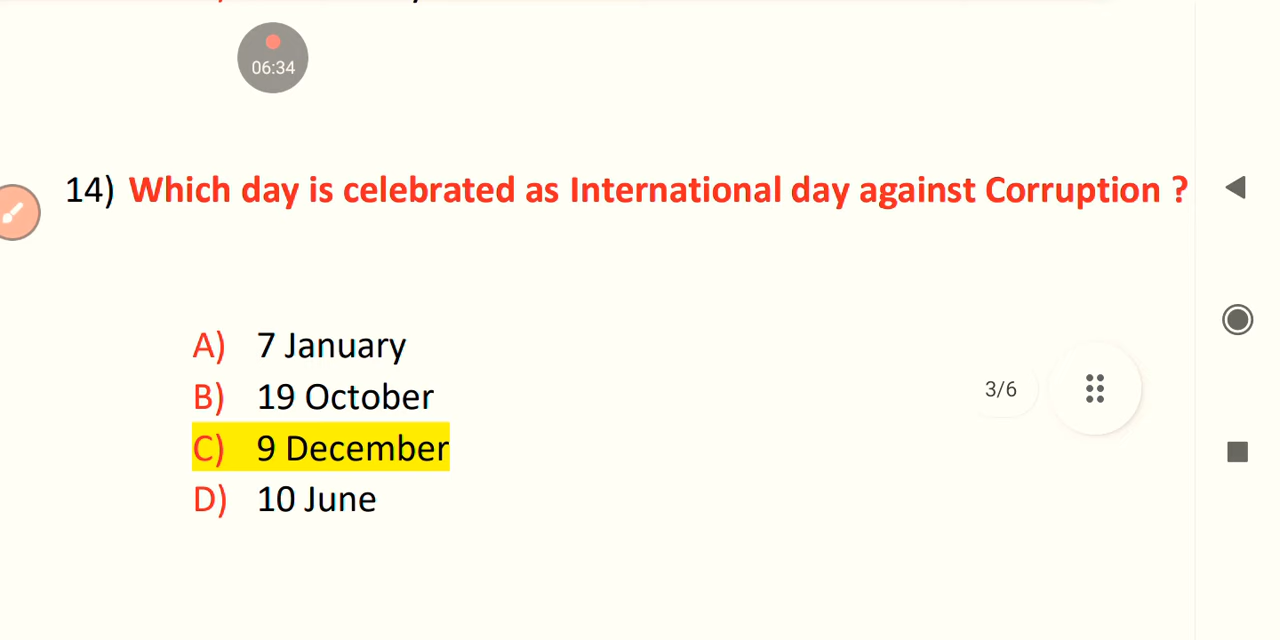 06:34
14) Which day is celebrated as International day against Corruption ?
A) 7 January
B) 19 October
3/6
C) 9 December
D) 10 June